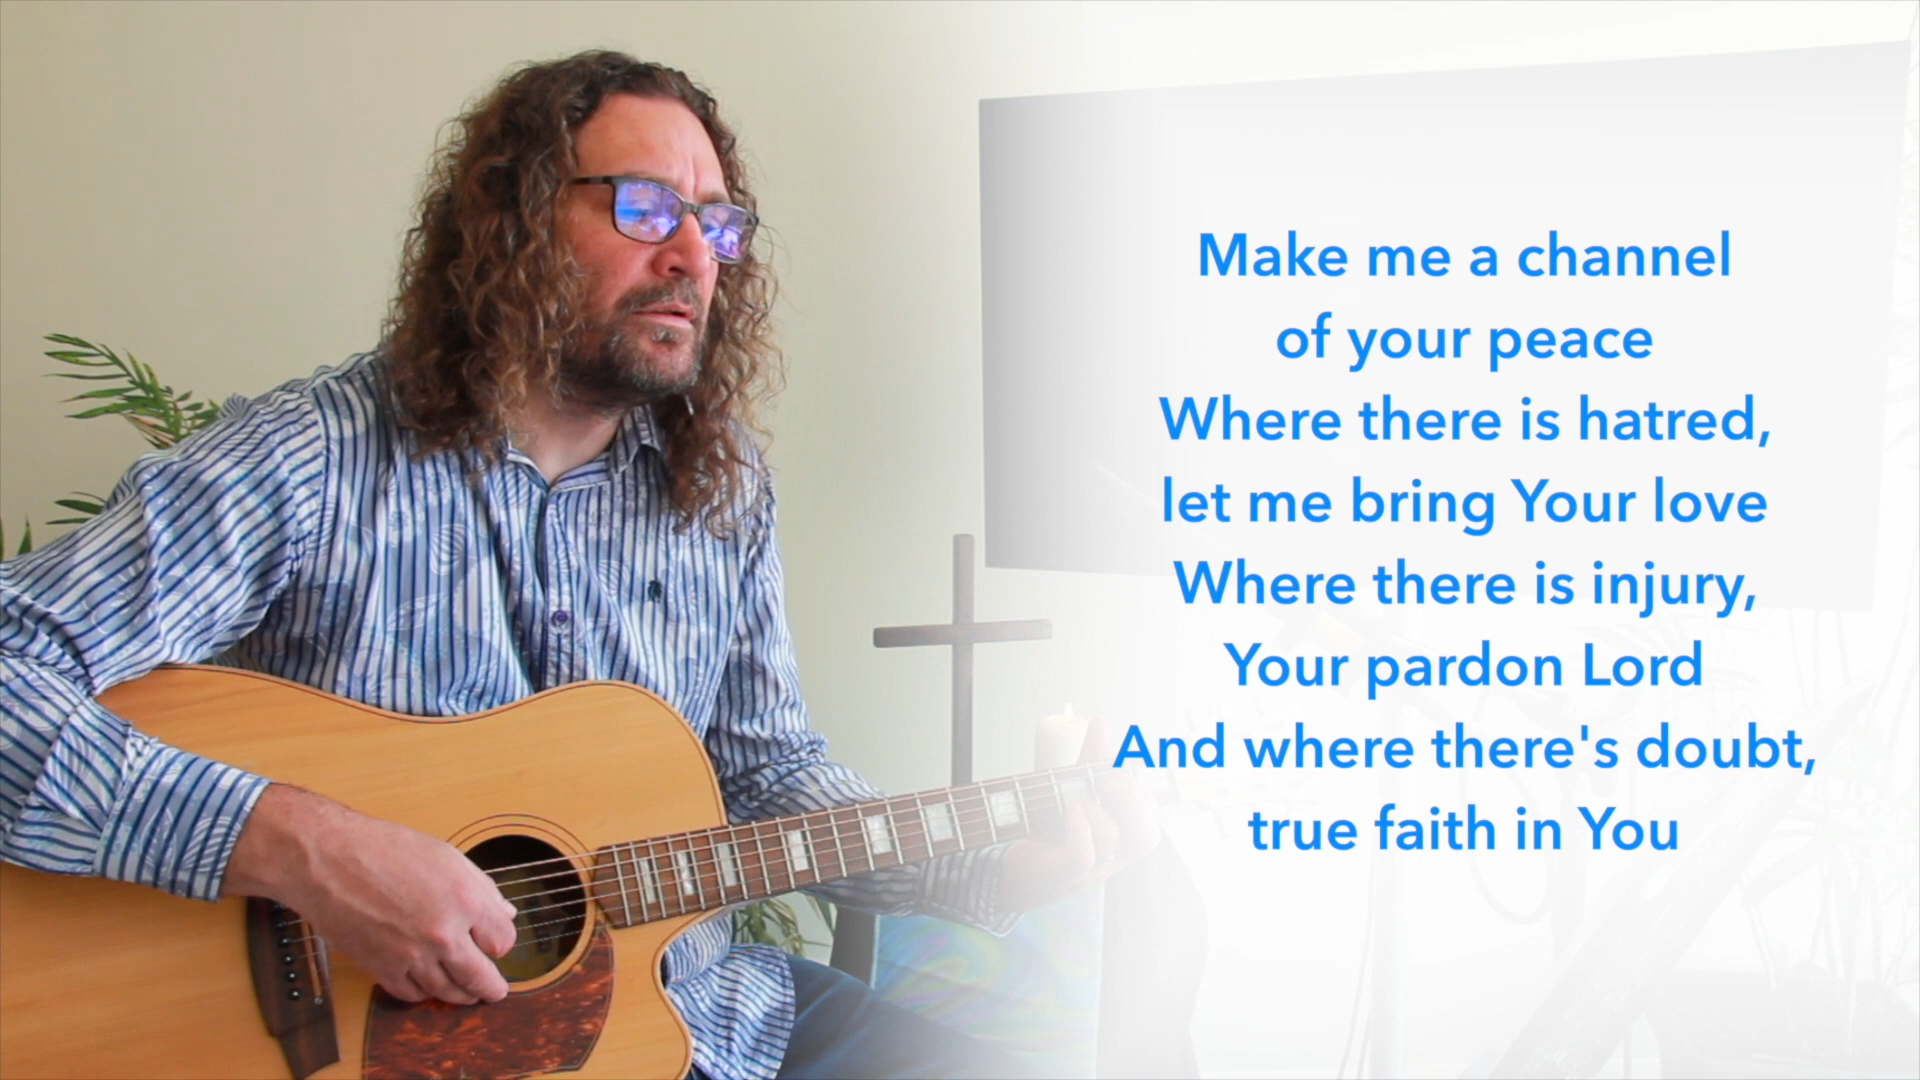 Make me a channel
of your peace
Where there is hatred,
let me bring Your love
Where there is injury,
Your pardon Lord
And where there's doubt,
true faith in You